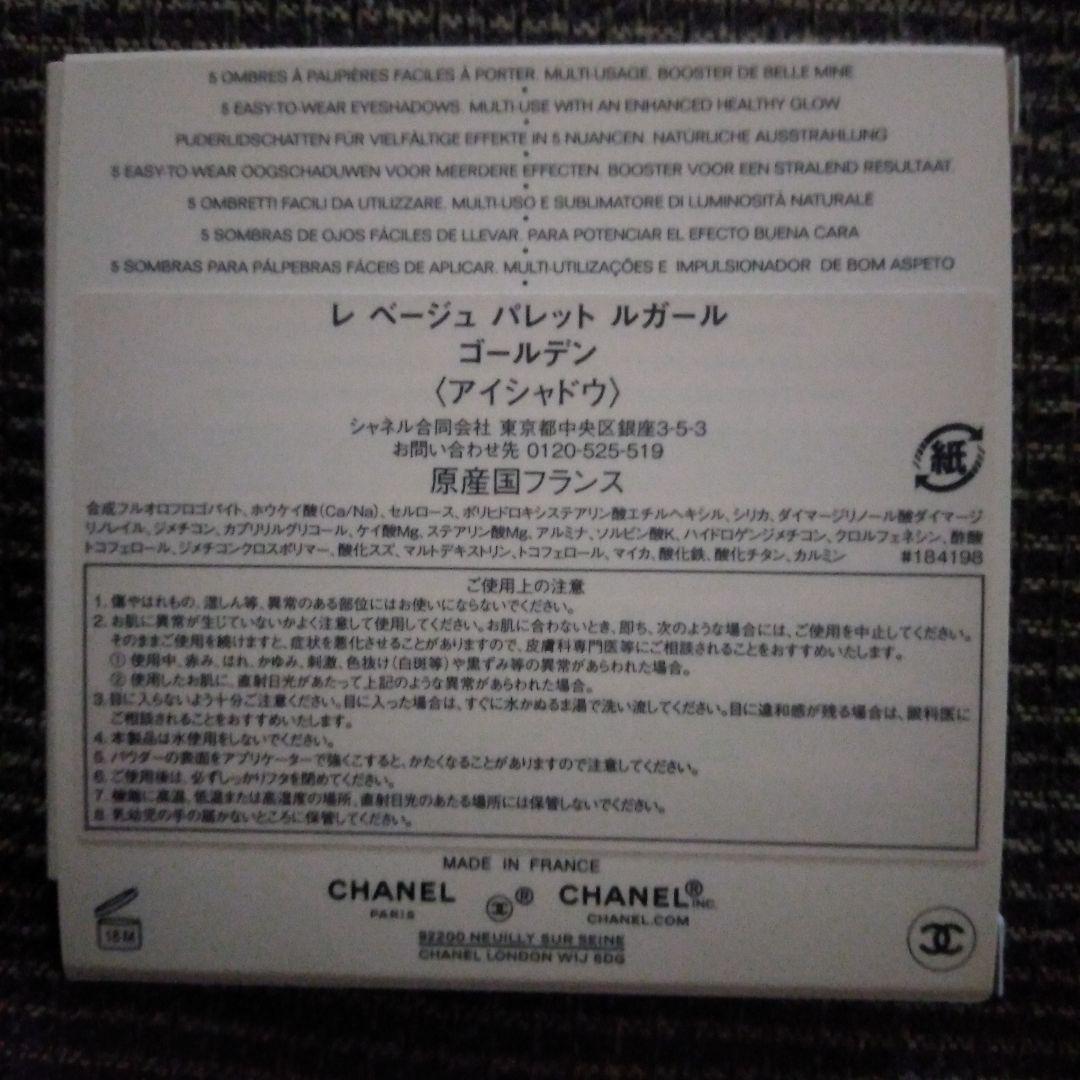 5 OMBRES À PAUPIÈRES FACILES À PORTER. MULTI-USAGE. BOOSTER DE BELLE MINE
5 EASY-TO-WEAR EYESHADOWS. MULTI-USE WITH AN ENHANCED HEALTHY GLOW
PUDERLIDSCHATTEN FÜR VIELFÄLTIGE EFFEKTE IN 5 NUANCEN. NATÜRLICHE AUSSTRAHLUNG
5 EASY-TO-WEAR OOGSCHADUWEN VOOR MEERDERE EFFECTEN. BOOSTER VOOR EEN STRALEND RESULTAAT.
5 OMBRETTI FACILI DA UTILIZZARE. MULTI-USO E SUBLIMATORE DI LUMINOSITÀ NATURALE
5 SOMBRAS DE OJOS FÁCILES DE LLEVAR. PARA POTENCIAR EL EFECTO BUENA CARA
5 SOMBRAS PARA PÁLPEBRAS FÁCEIS DE APLICAR. MULTI-UTILIZAÇÕES E IMPULSIONADOR DE BOM ASPETO
レ ベージュ パレット ルガール
ゴールデン
〈アイシャドウ〉
シャネル合同会社 東京都中央区銀座3-5-3
お問い合わせ先 0120-525-519
原産国フランス
紙
合成フルオロフロゴパイト、ホウケイ酸(Ca/Na)、セルロース、ポリヒドロキシステアリン酸エチルヘキシル、シリカ、ダイマージリノール酸ダイマージ
リノレイル、ジメチコン、カプリリルグリコール、ケイ酸Mg、ステアリン酸Mg、アルミナ、ソルビン酸K、ハイドロゲンジメチコン、クロルフェネシン、酢酸
トコフェロール、ジメチコンクロスポリマー、酸化スズ、マルトデキストリン、トコフェロール、マイカ、酸化鉄、酸化チタン、カルミン #184198
ご使用上の注意
1. 傷やはれもの、湿しん等、異常のある部位にはお使いにならないでください。
2. お肌に異常が生じていないかよく注意して使用してください。お肌に合わないとき、即ち、次のような場合には、ご使用を中止してください。
そのままご使用を続けますと、症状を悪化させることがありますので、皮膚科専門医等にご相談されることをおすすめいたします。
① 使用中、赤み、はれ、かゆみ、刺激、色抜け(白斑等)や黒ずみ等の異常があらわれた場合。
② 使用したお肌に、直射日光があたって上記のような異常があらわれた場合。
3. 目に入らないよう十分ご注意ください。目に入った場合は、すぐに水かぬるま湯で洗い流してください。目に違和感が残る場合は、眼科医に
ご相談されることをおすすめいたします。
4. 本製品は水使用をしないでください。
5. パウダーの表面をアプリケーターで強くこすると、かたくなることがありますので注意してください。
6. ご使用後は、必ずしっかりフタを閉めてください。
7. 極端に高温、低温または高湿度の場所、直射日光のあたる場所には保管しないでください。
8. 乳幼児の手の届かないところに保管してください。
MADE IN FRANCE
CHANEL ® CHANEL® INC.
PARIS CHANEL.COM
92200 NEUILLY SUR SEINE
CHANEL LONDON W1J 6DG
18 M